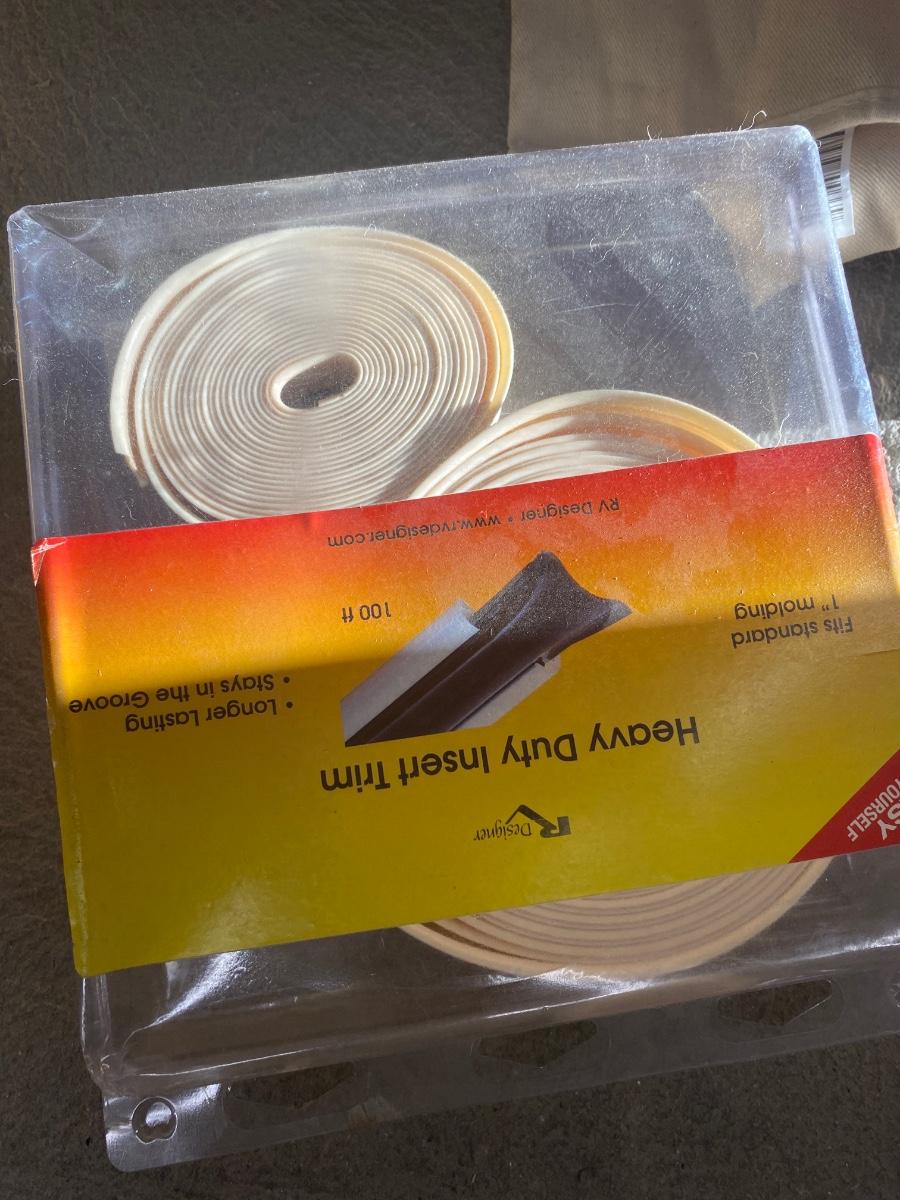 RV Designer
Heavy Duty Insert Trim
• Longer Lasting
• Stays in the Groove
Fits standard
1" molding
100 ft
RV Designer • www.rvdesigner.com
YOURSELF